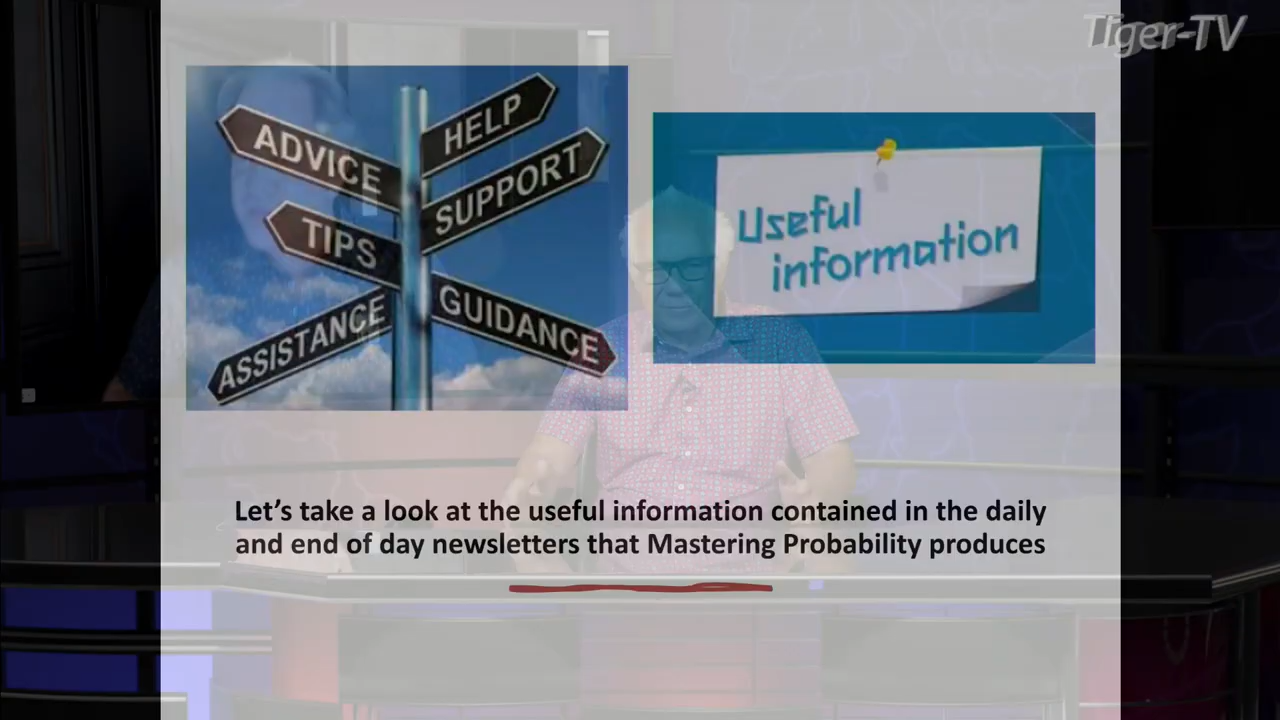 Tiger-TV
ADVICE
HELP
SUPPORT
TIPS
GUIDANCE
ASSISTANCE
Useful
information
Let’s take a look at the useful information contained in the daily
and end of day newsletters that Mastering Probability produces